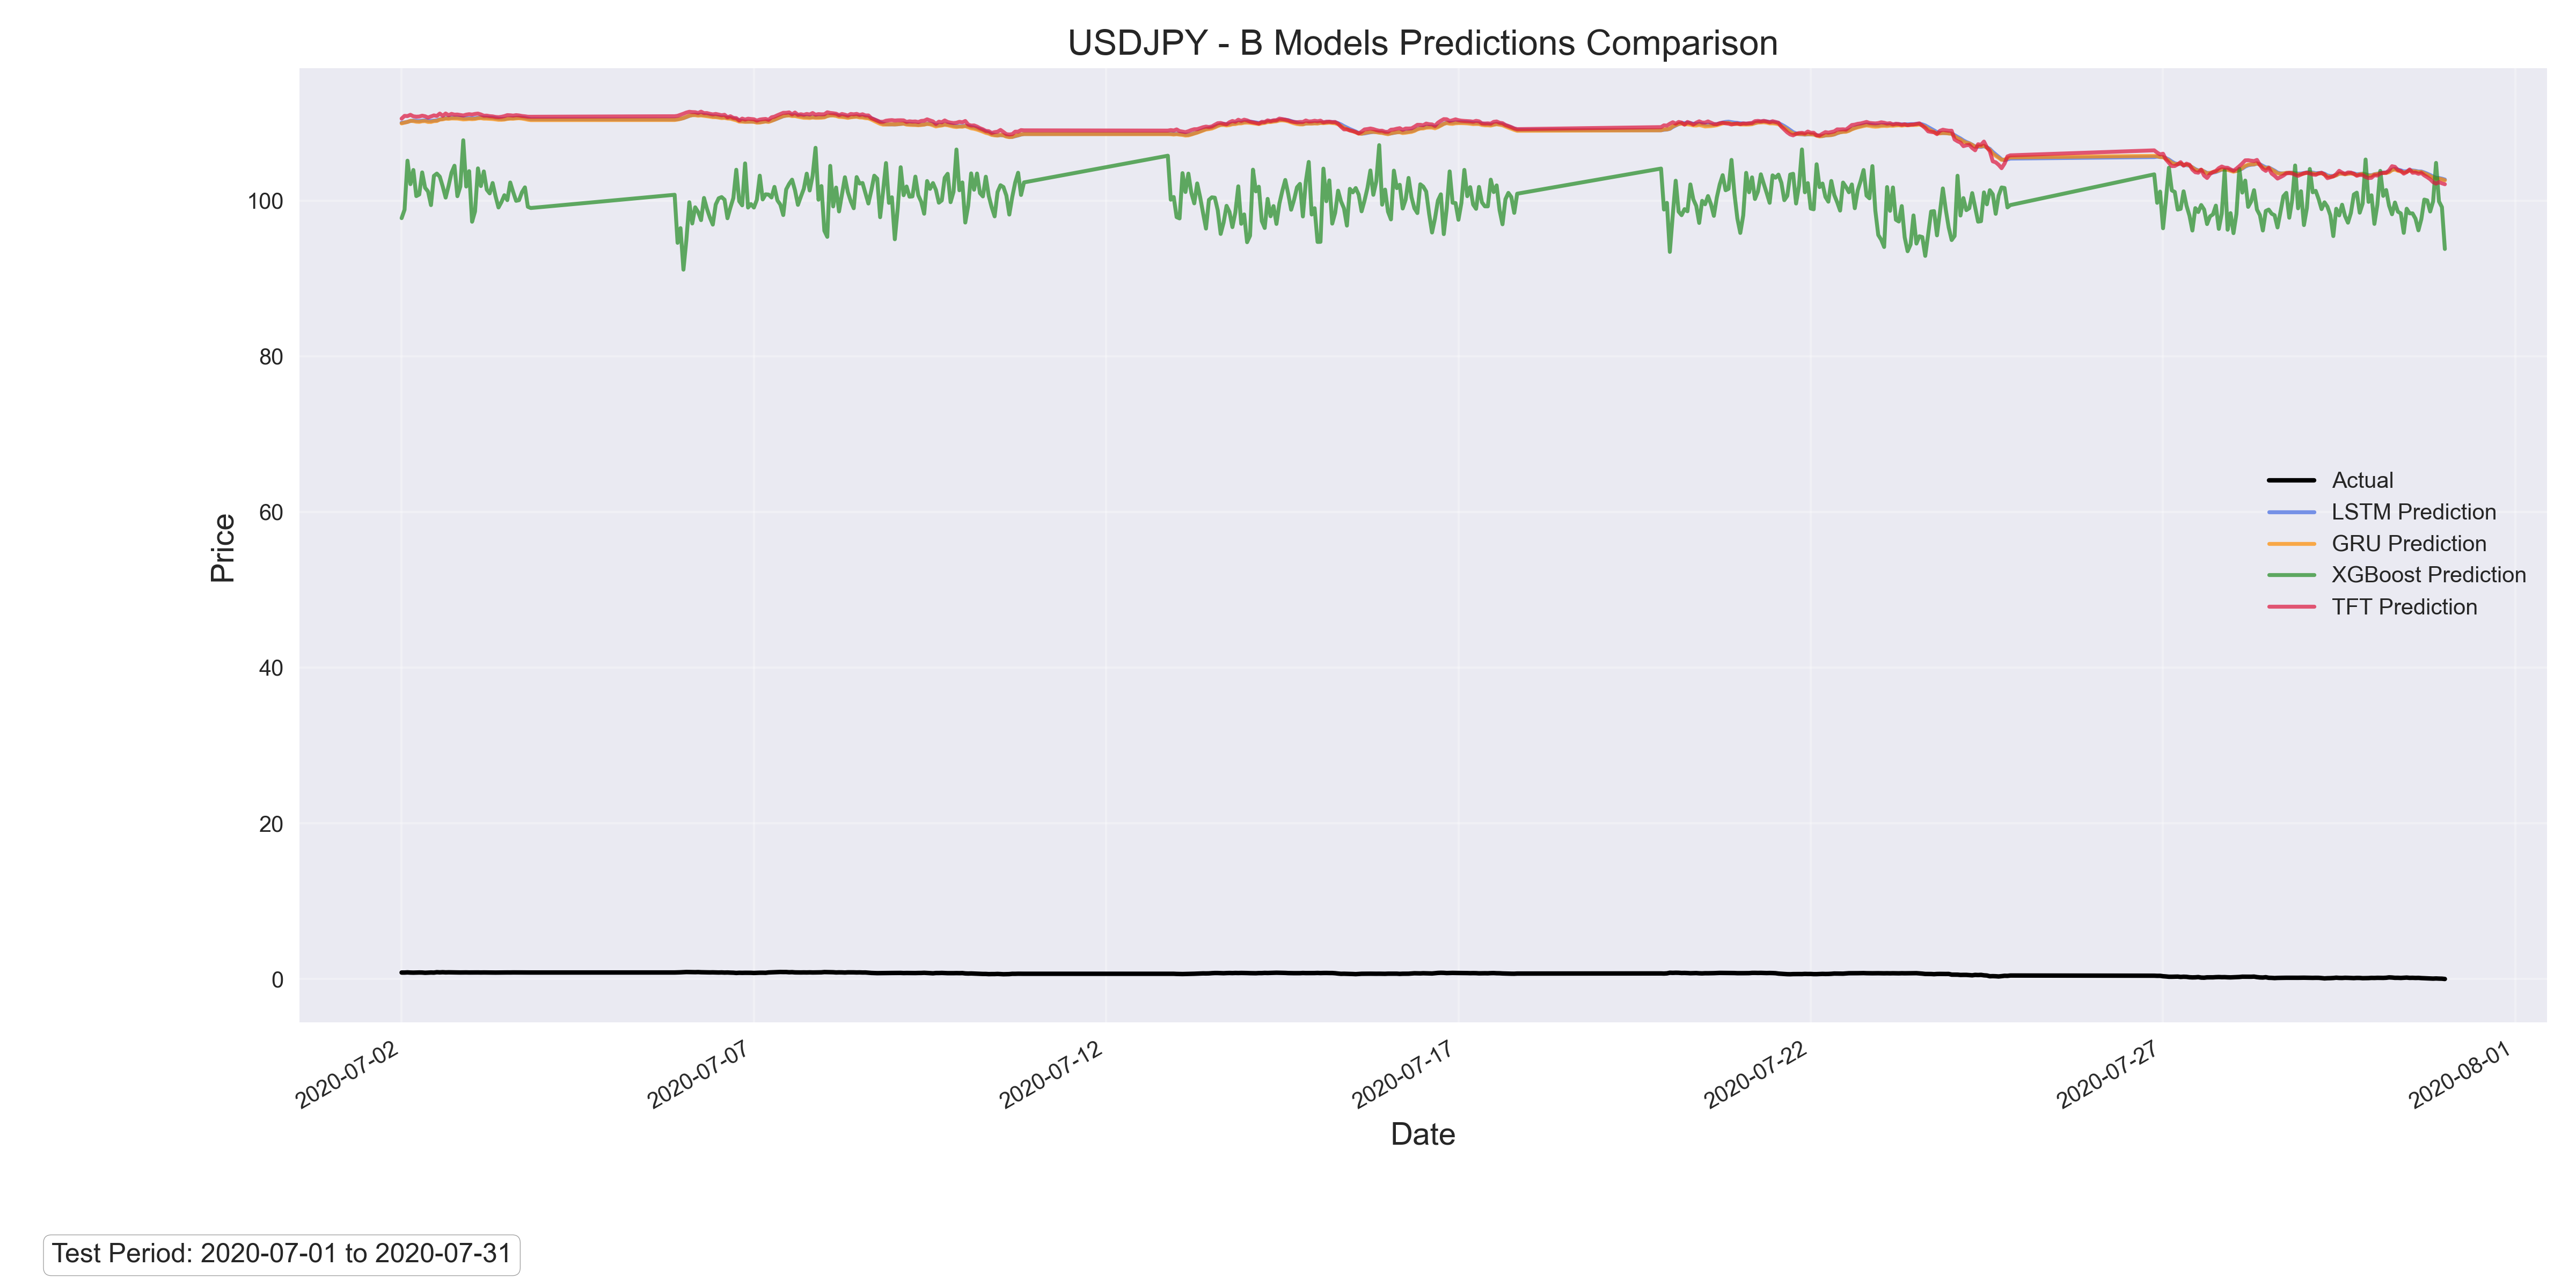 USDJPY - B Models Predictions Comparison
Price
100
80
60
40
20
0
Actual
LSTM Prediction
GRU Prediction
XGBoost Prediction
TFT Prediction
2020-07-02
2020-07-07
2020-07-12
2020-07-17
2020-07-22
2020-07-27
2020-08-01
Date
Test Period: 2020-07-01 to 2020-07-31